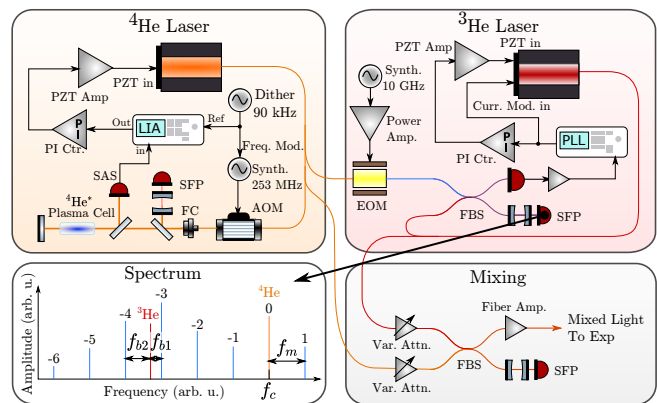 ⁴He Laser
PZT Amp
PZT in
Dither
90 kHz
Out
LIA
Ref
in
PI
PI Ctr.
Freq. Mod.
SAS
SFP
Synth.
253 MHz
⁴He*
Plasma Cell
FC
AOM
³He Laser
PZT Amp
PZT in
Synth.
10 GHz
Curr. Mod. in
Power
Amp.
PI
PLL
PI Ctr.
EOM
FBS
SFP
Spectrum
Amplitude (arb. u.)
-6
-5
-4
³He
-3
-2
-1
⁴He
0
1
f_b2
f_b1
f_m
f_c
Frequency (arb. u.)
Mixing
Fiber Amp.
Var. Attn.
Mixed Light
To Exp
FBS
Var. Attn.
SFP